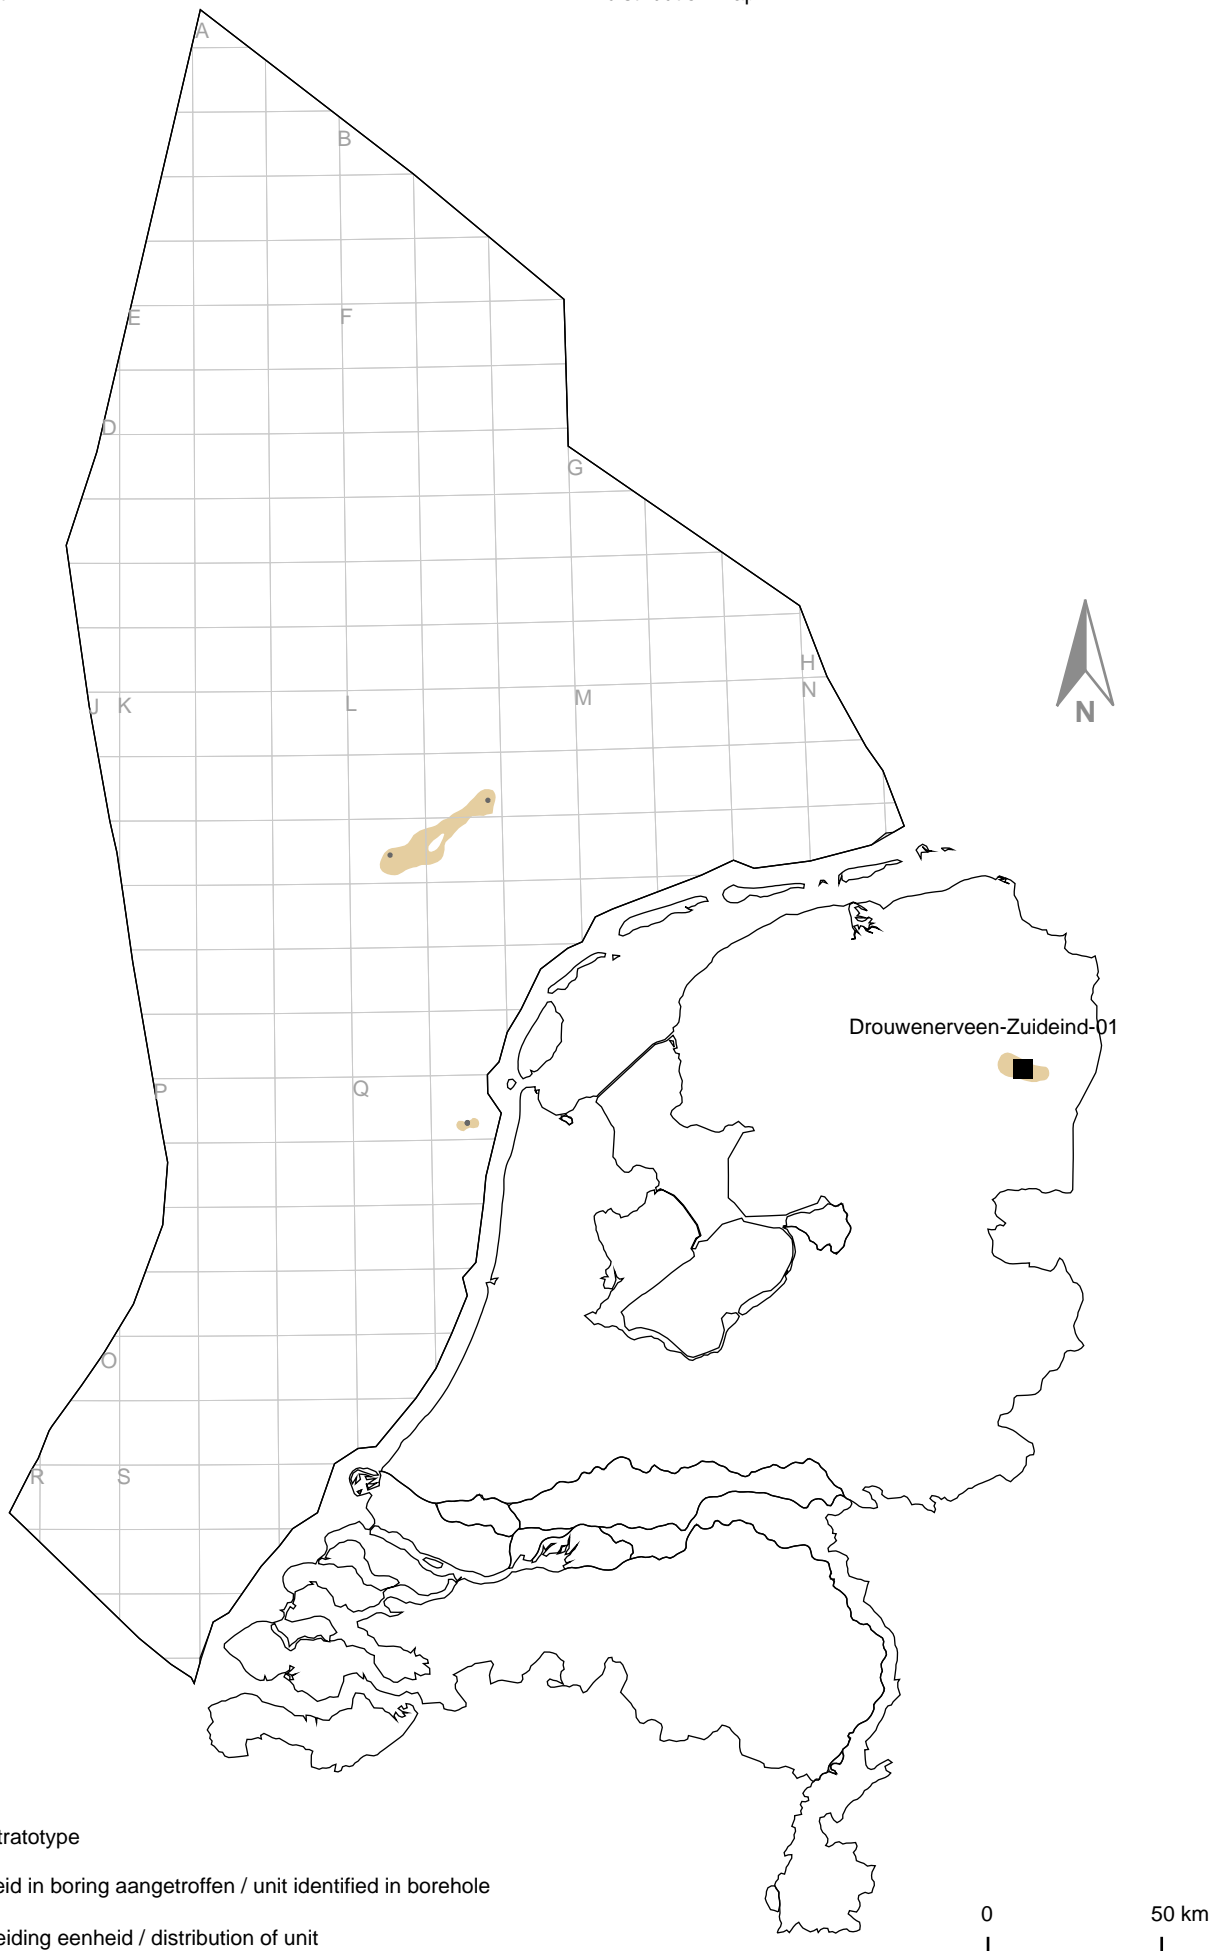 A
B
E
F
D
G
H
J K
L
M
N
N
Drouwenerveen-Zuideind-01
P
Q
O
R
S
tratotype
eid in boring aangetroffen / unit identified in borehole
0
50 km
eiding eenheid / distribution of unit